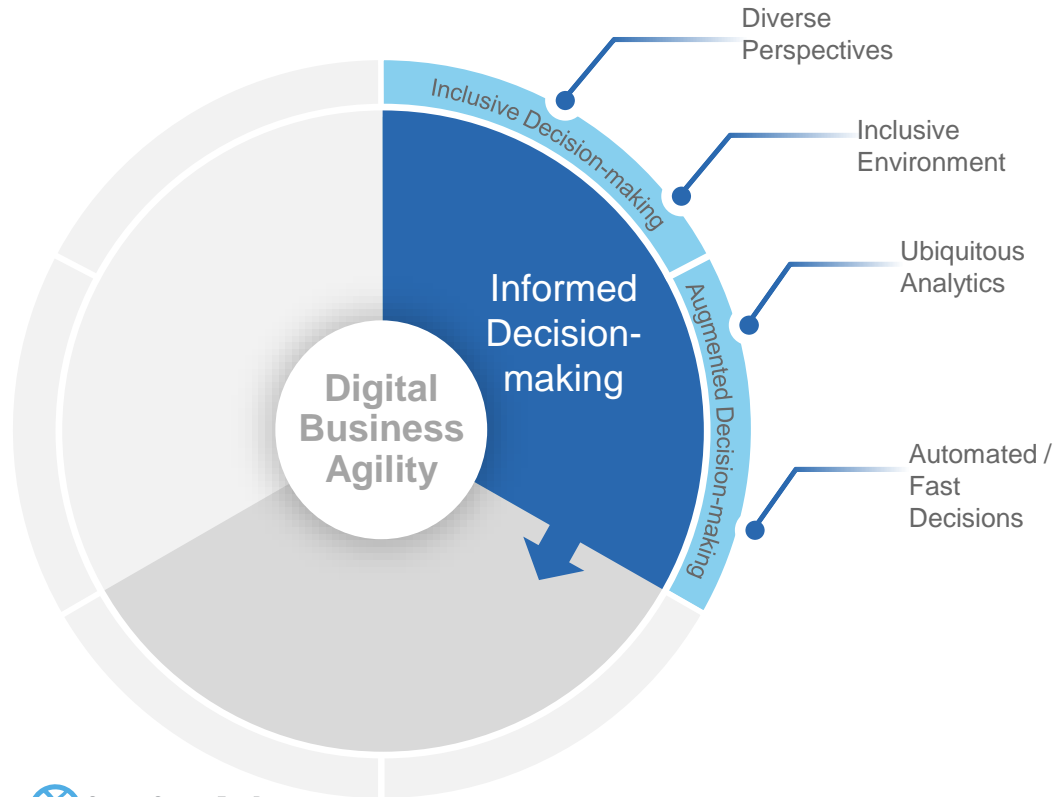 Diverse
Perspectives
Inclusive Decision-making
Inclusive
Environment
Ubiquitous
Analytics
Informed
Decision-
making
Augmented Decision-making
Digital
Business
Agility
Automated /
Fast
Decisions